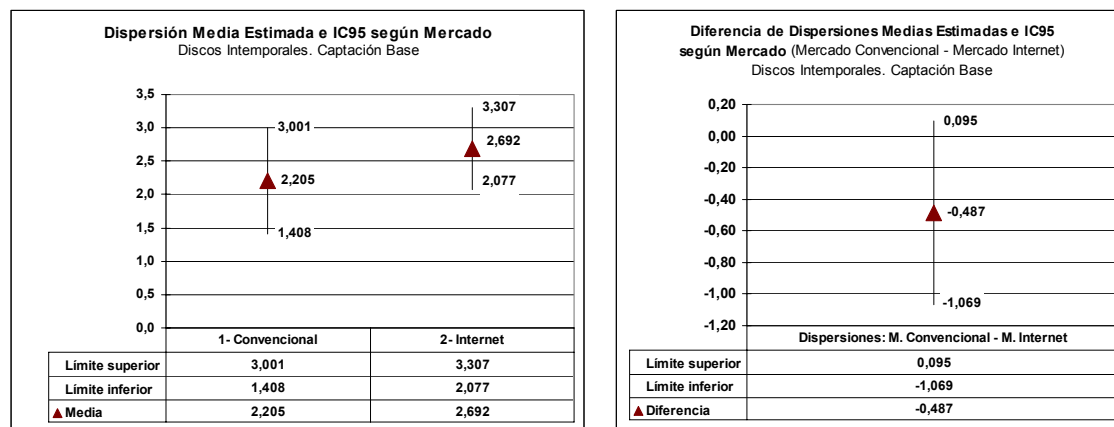 Dispersión Media Estimada e IC95 según Mercado
Discos Intemporales. Captación Base
3,5
3,0
2,5
2,0
1,5
1,0
0,5
0,0
3,001
2,205
1,408
3,307
2,692
2,077
1- Convencional 2- Internet
Límite superior 3,001 3,307
Límite inferior 1,408 2,077
Media 2,205 2,692
Diferencia de Dispersiones Medias Estimadas e IC95
según Mercado (Mercado Convencional - Mercado Internet)
Discos Intemporales. Captación Base
0,20
0,00
-0,20
-0,40
-0,60
-0,80
-1,00
-1,20
0,095
-0,487
-1,069
Dispersiones: M. Convencional - M. Internet
Límite superior 0,095
Límite inferior -1,069
Diferencia -0,487